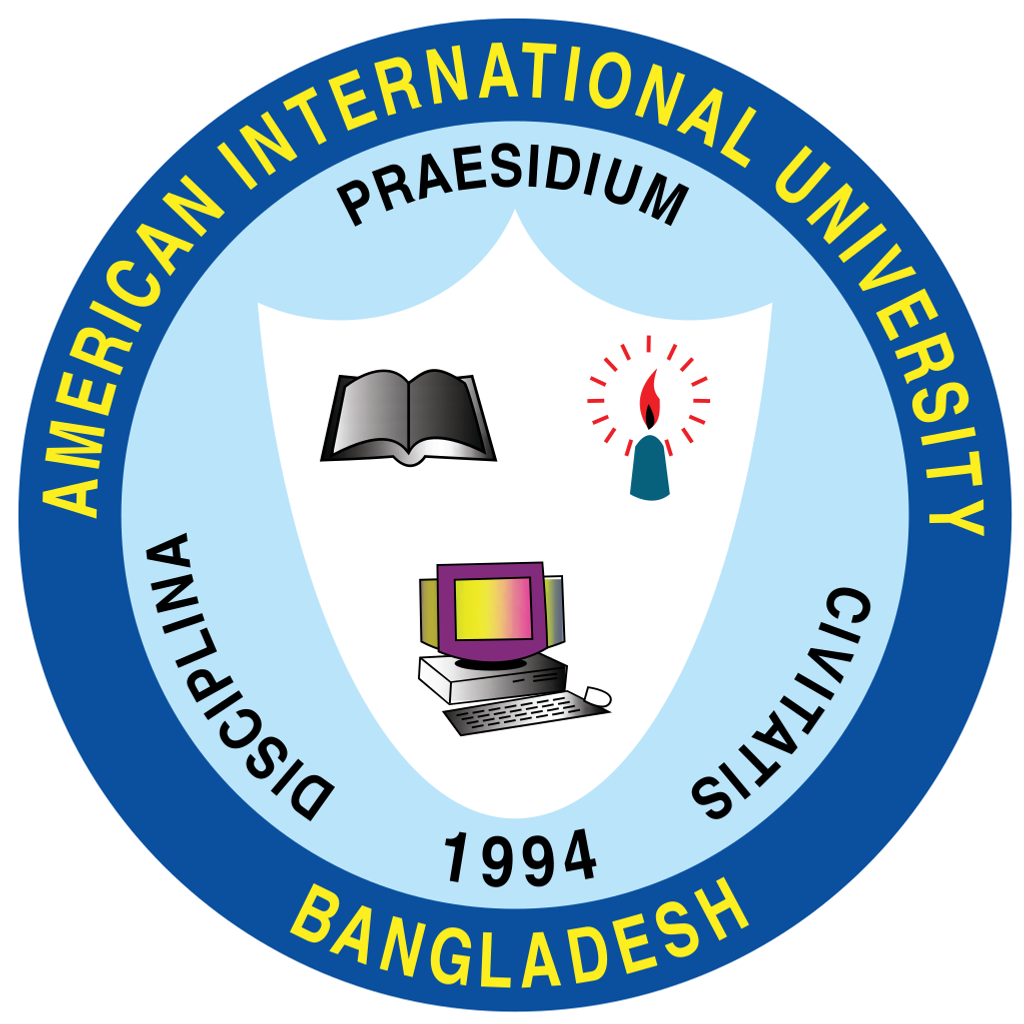 AMERICAN INTERNATIONAL UNIVERSITY
PRAESIDIUM
DISCIPLINA
CIVITATIS
1994
BANGLADESH